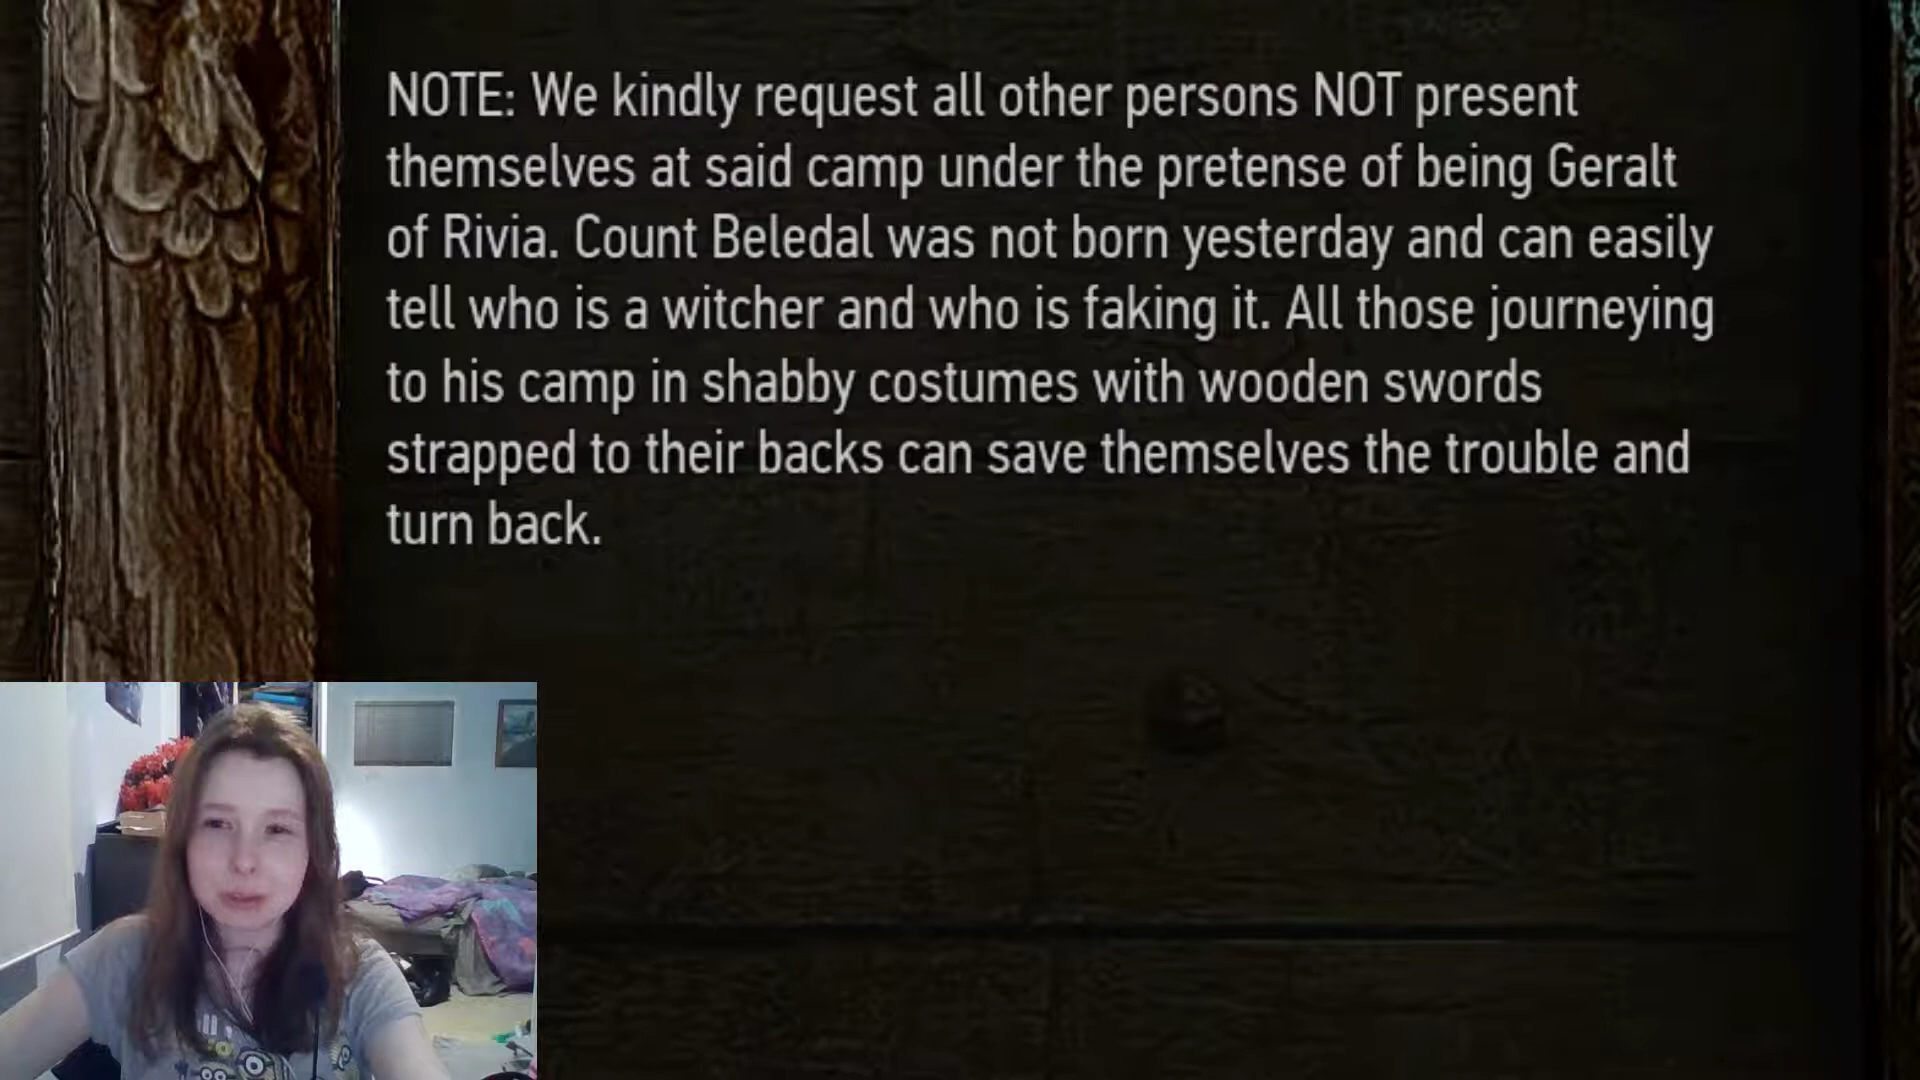 NOTE: We kindly request all other persons NOT present
themselves at said camp under the pretense of being Geralt
of Rivia. Count Beledal was not born yesterday and can easily
tell who is a witcher and who is faking it. All those journeying
to his camp in shabby costumes with wooden swords
strapped to their backs can save themselves the trouble and
turn back.